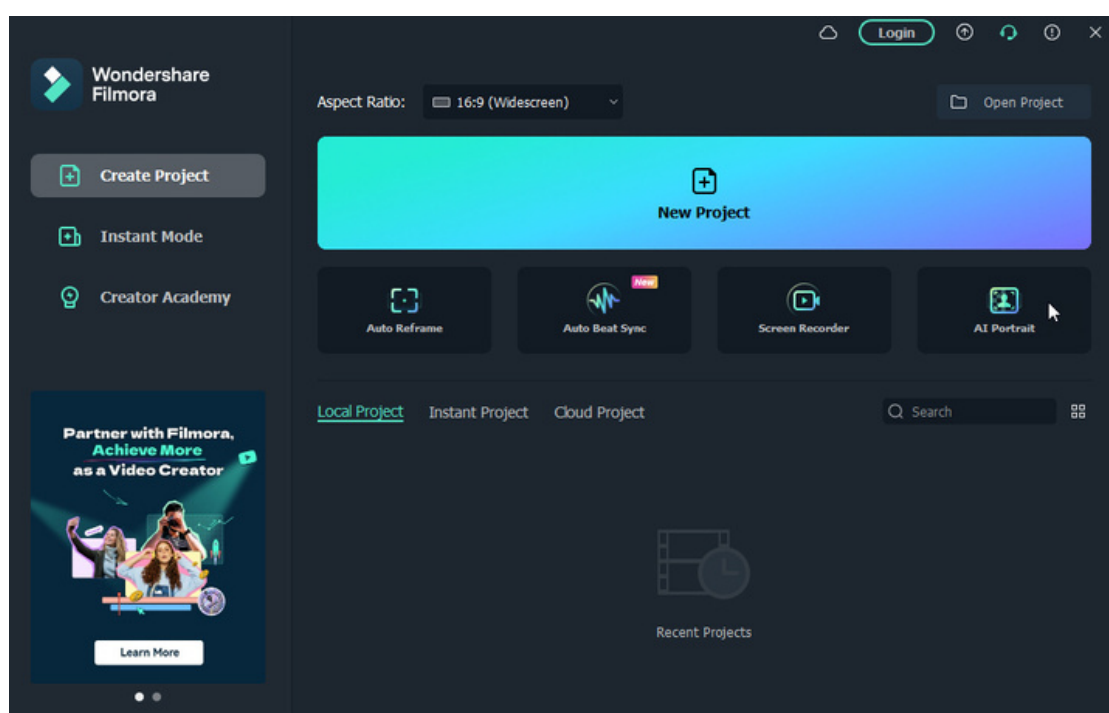 Login
Wondershare
Filmora
Aspect Ratio:
16:9 (Widescreen)
Open Project
Create Project
Instant Mode
Creator Academy
New Project
Auto Reframe
New
Auto Beat Sync
Screen Recorder
AI Portrait
Local Project
Instant Project
Cloud Project
Search
Partner with Filmora,
Achieve More
as a Video Creator
Learn More
Recent Projects